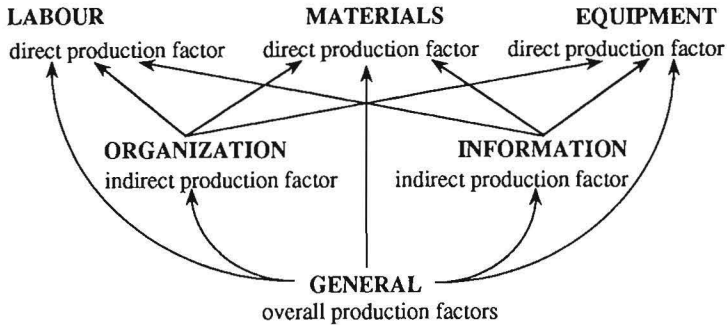 LABOUR MATERIALS EQUIPMENT
direct production factor direct production factor direct production factor
ORGANIZATION INFORMATION
indirect production factor indirect production factor
GENERAL
overall production factors